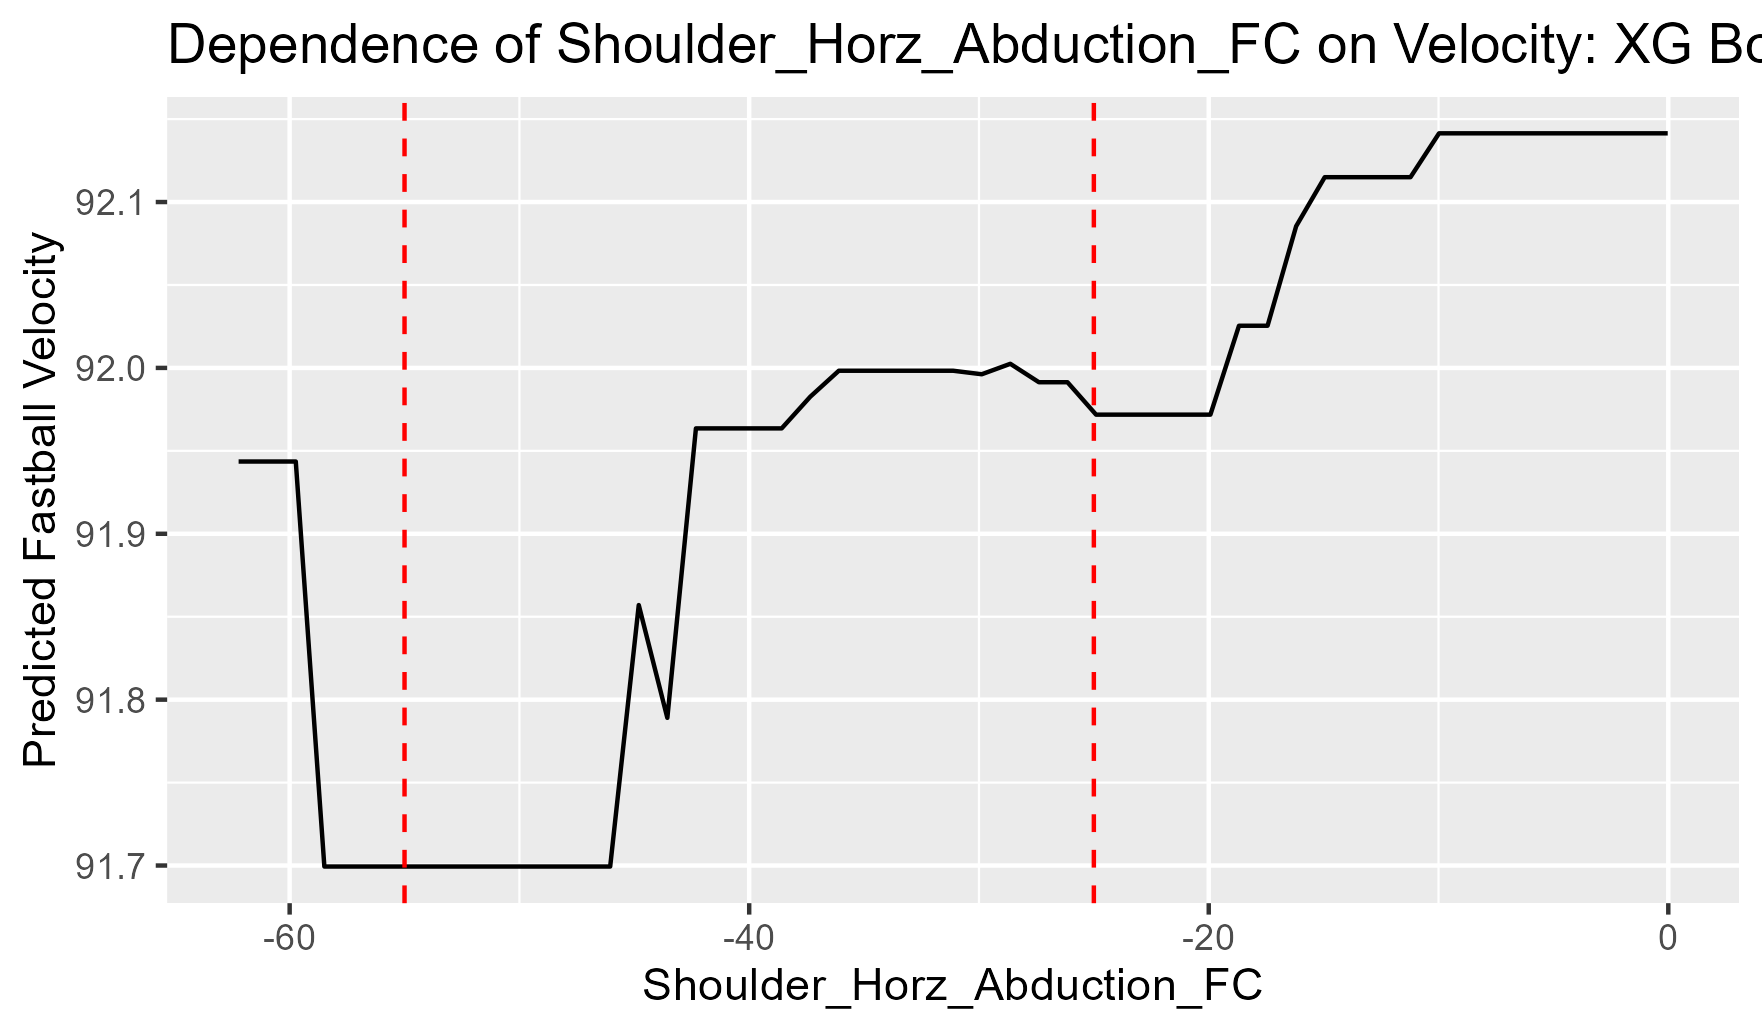 Dependence of Shoulder_Horz_Abduction_FC on Velocity: XG
Predicted Fastball Velocity
92.1
92.0
91.9
91.8
91.7
-60 -40 -20 0
Shoulder_Horz_Abduction_FC